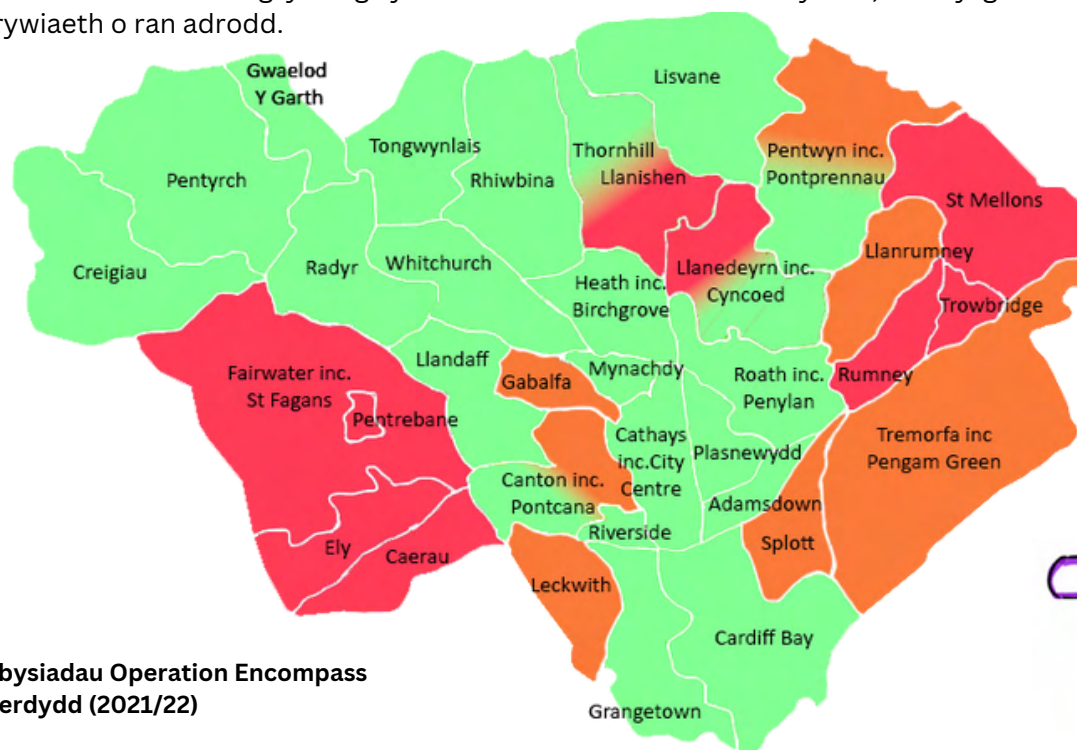 rywiaeth o ran adrodd.
Gwaelod
Y Garth
Lisvane
Tongwynlais
Thornhill
Llanishen
Pentwyn inc.
Pontprennau
Pentyrch
Rhiwbina
St Mellons
Creigiau
Radyr
Whitchurch
Llanrumney
Heath inc.
Birchgrove
Llanedeyrn inc.
Cyncoed
Trowbridge
Fairwater inc.
St Fagans
Pentrebane
Llandaff
Gabalfa
Mynachdy
Roath inc.
Penylan
Rumney
Cathays
inc.City
Centre
Plasnewydd
Tremorfa inc
Pengam Green
Canton inc.
Pontcana
Riverside
Adamsdown
Splott
Ely
Caerau
Leckwith
Cardiff Bay
Grangetown
bysiadau Operation Encompass
erdydd (2021/22)